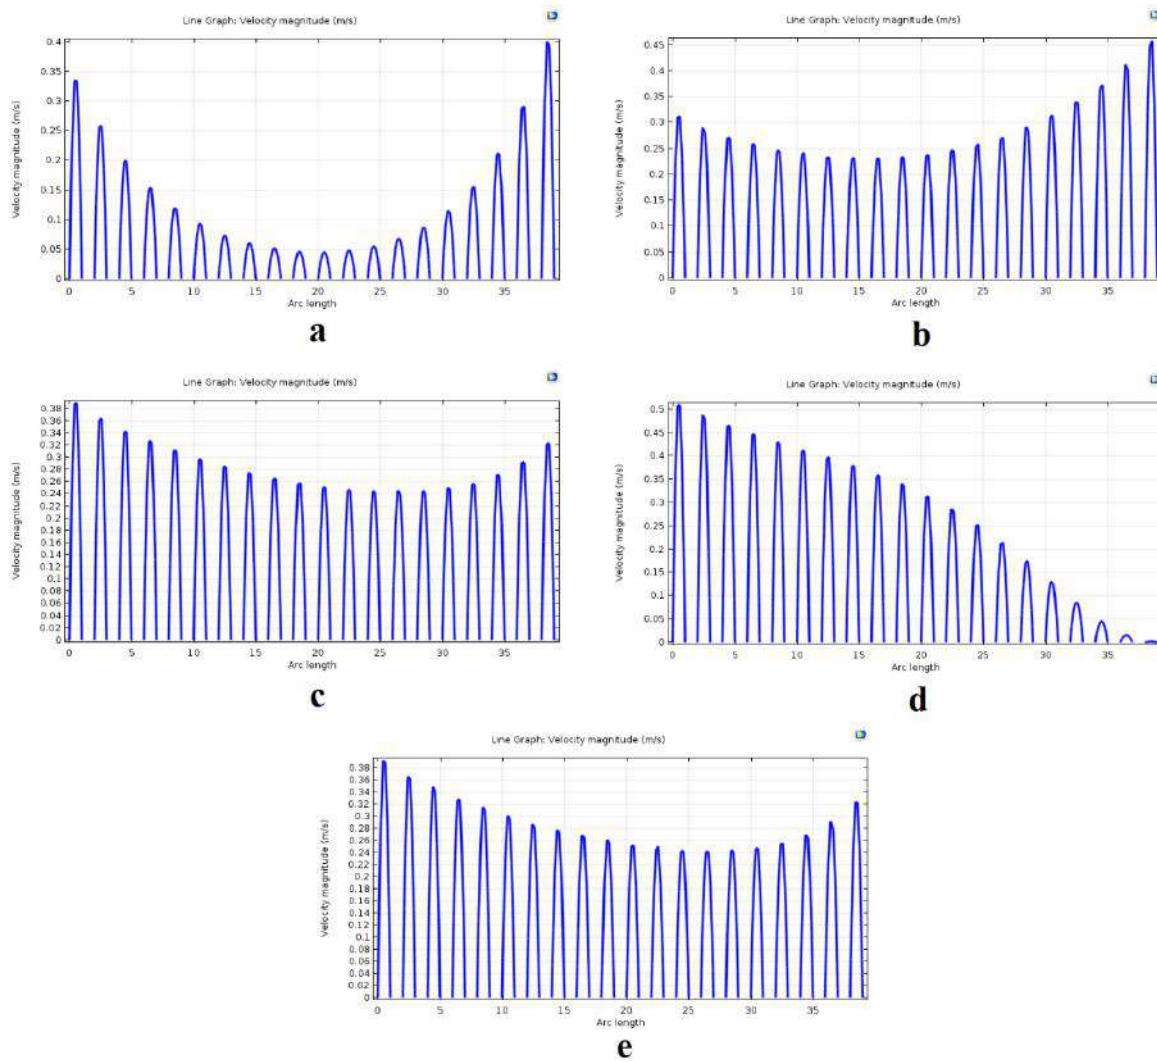 Line Graph: Velocity magnitude (m/s)
Velocity magnitude (m/s)
0.4
0.35
0.3
0.25
0.2
0.15
0.1
0.05
0
0 5 10 15 20 25 30 35
Arc length
a
Line Graph: Velocity magnitude (m/s)
Velocity magnitude (m/s)
0.45
0.4
0.35
0.3
0.25
0.2
0.15
0.1
0.05
0
0 5 10 15 20 25 30 35
Arc length
b
Line Graph: Velocity magnitude (m/s)
Velocity magnitude (m/s)
0.38
0.36
0.34
0.32
0.3
0.28
0.26
0.24
0.22
0.2
0.18
0.16
0.14
0.12
0.1
0.08
0.06
0.04
0.02
0
0 5 10 15 20 25 30 35
Arc length
c
Line Graph: Velocity magnitude (m/s)
Velocity magnitude (m/s)
0.5
0.45
0.4
0.35
0.3
0.25
0.2
0.15
0.1
0.05
0
0 5 10 15 20 25 30 35
Arc length
d
Line Graph: Velocity magnitude (m/s)
Velocity magnitude (m/s)
0.38
0.36
0.34
0.32
0.3
0.28
0.26
0.24
0.22
0.2
0.18
0.16
0.14
0.12
0.1
0.08
0.06
0.04
0.02
0
0 5 10 15 20 25 30 35
Arc length
e